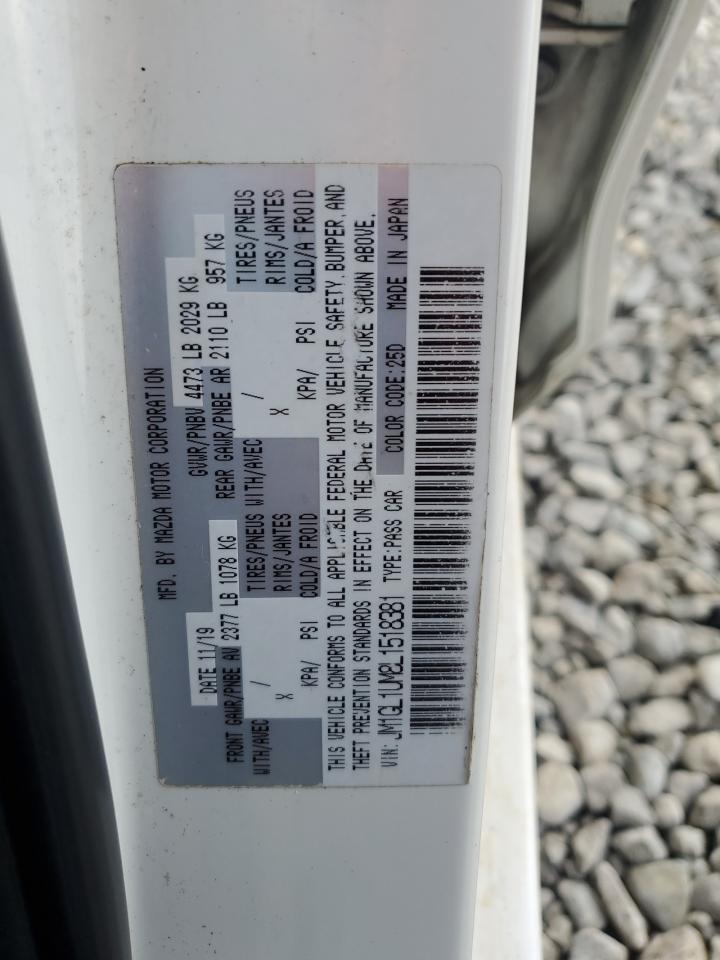 MFD. BY MAZDA MOTOR CORPORATION
DATE 11/19 GVWR/PNBV 4473 LB 2029 KG
FRONT GAWR/PNBE AV 2377 LB 1078 KG REAR GAWR/PNBE AR 2110 LB 957 KG
WITH/AVEC / TIRES/PNEUS WITH/AVEC / TIRES/PNEUS
X RIMS/JANTES X RIMS/JANTES
KPA/ PSI COLD/A FROID KPA/ PSI COLD/A FROID
THIS VEHICLE CONFORMS TO ALL APPLICABLE FEDERAL MOTOR VEHICLE SAFETY, BUMPER, AND
THEFT PREVENTION STANDARDS IN EFFECT ON THE DATE OF MANUFACTURE SHOWN ABOVE.
VIN: JM1GL1UM2L1518381 TYPE:PASS CAR COLOR CODE:25D MADE IN JAPAN